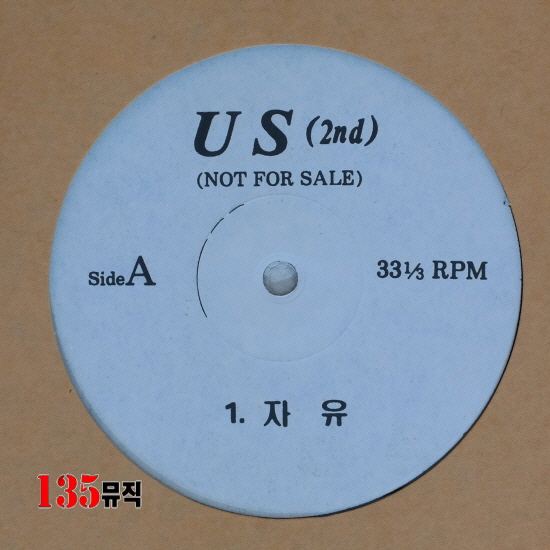 U S (2nd)
(NOT FOR SALE)
Side A
33⅓ RPM
1. 자 유
135뮤직